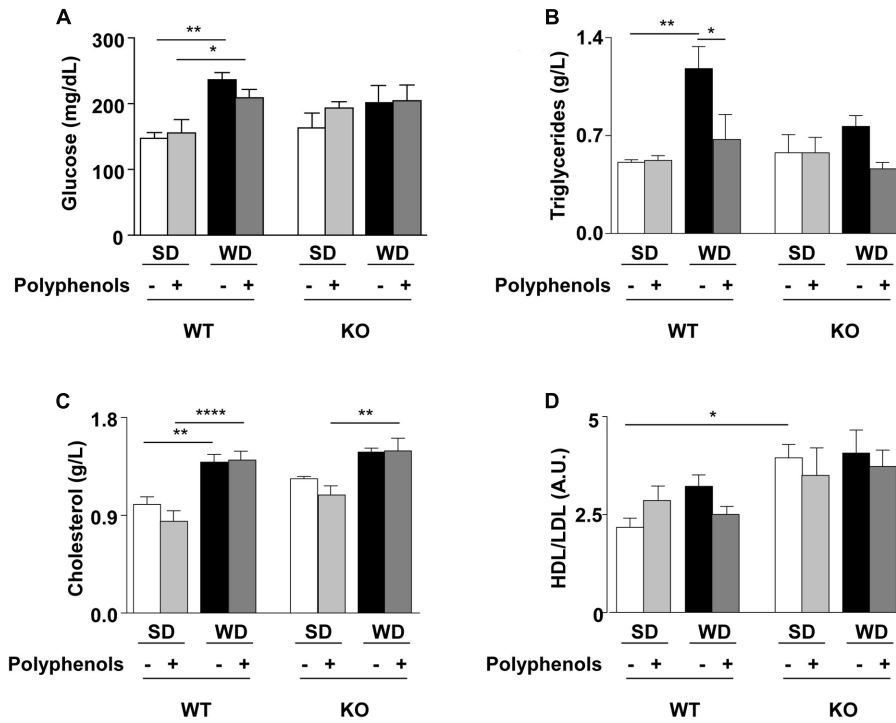 A
Glucose (mg/dL)
300
200
100
0
**
*
SD WD SD WD
Polyphenols - + - + - + - +
WT KO
B
Triglycerides (g/L)
1.4
0.7
0.0
**
*
SD WD SD WD
- + - + - + - +
WT KO
C
Cholesterol (g/L)
1.8
0.9
0.0
****
**
**
SD WD SD WD
Polyphenols - + - + - + - +
WT KO
D
HDL/LDL (A.U.)
5
2.5
0
*
SD WD SD WD
- + - + - + - +
WT KO